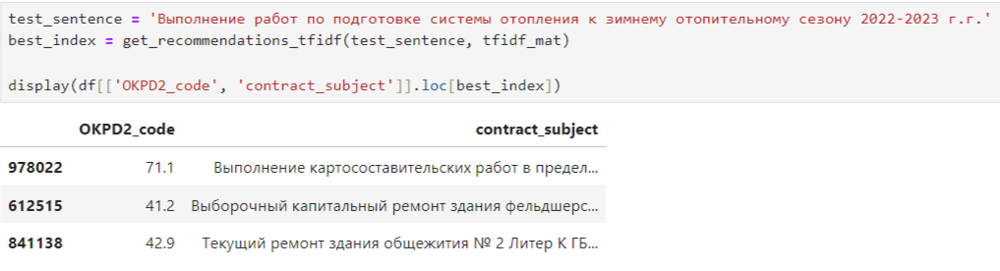 test_sentence = 'Выполнение работ по подготовке системы отопления к зимнему отопительному сезону 2022-2023 г.г.'
best_index = get_recommendations_tfidf(test_sentence, tfidf_mat)
display(df[['OKPD2_code', 'contract_subject']].loc[best_index])
OKPD2_code contract_subject
978022 71.1 Выполнение картосоставительских работ в предел...
612515 41.2 Выборочный капитальный ремонт здания фельдшерс...
841138 42.9 Текущий ремонт здания общежития № 2 Литер К ГБ...